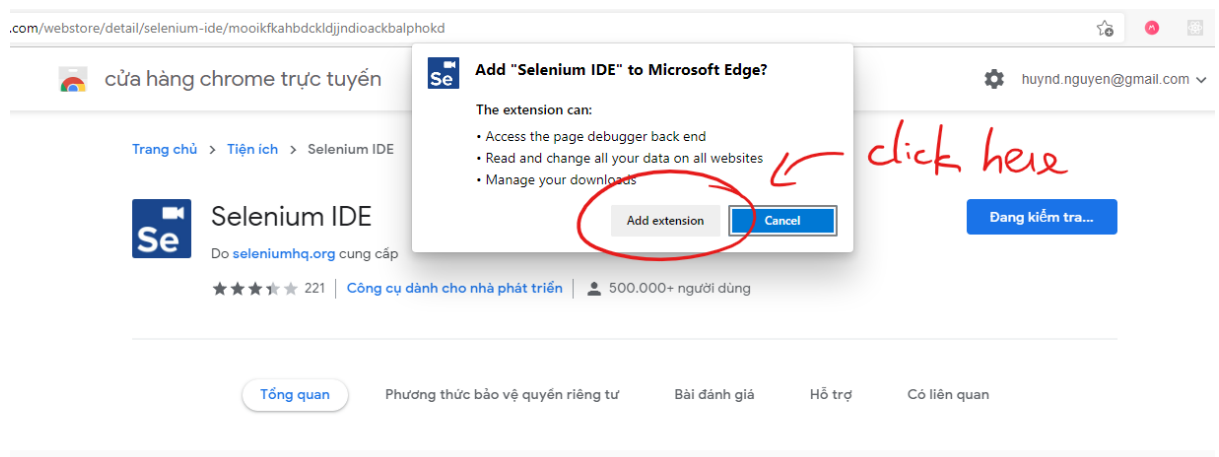 .com/webstore/detail/selenium-ide/mooikfkahbdckldjjndioackbalphokd
cửa hàng chrome trực tuyến
huynd.nguyen@gmail.com
Se
Add "Selenium IDE" to Microsoft Edge?
The extension can:
• Access the page debugger back end
• Read and change all your data on all websites
• Manage your downloads
Add extension
Cancel
click here
Trang chủ > Tiện ích > Selenium IDE
Se
Selenium IDE
Do seleniumhq.org cung cấp
221 Công cụ dành cho nhà phát triển 500.000+ người dùng
Đang kiểm tra...
Tổng quan Phương thức bảo vệ quyền riêng tư Bài đánh giá Hỗ trợ Có liên quan